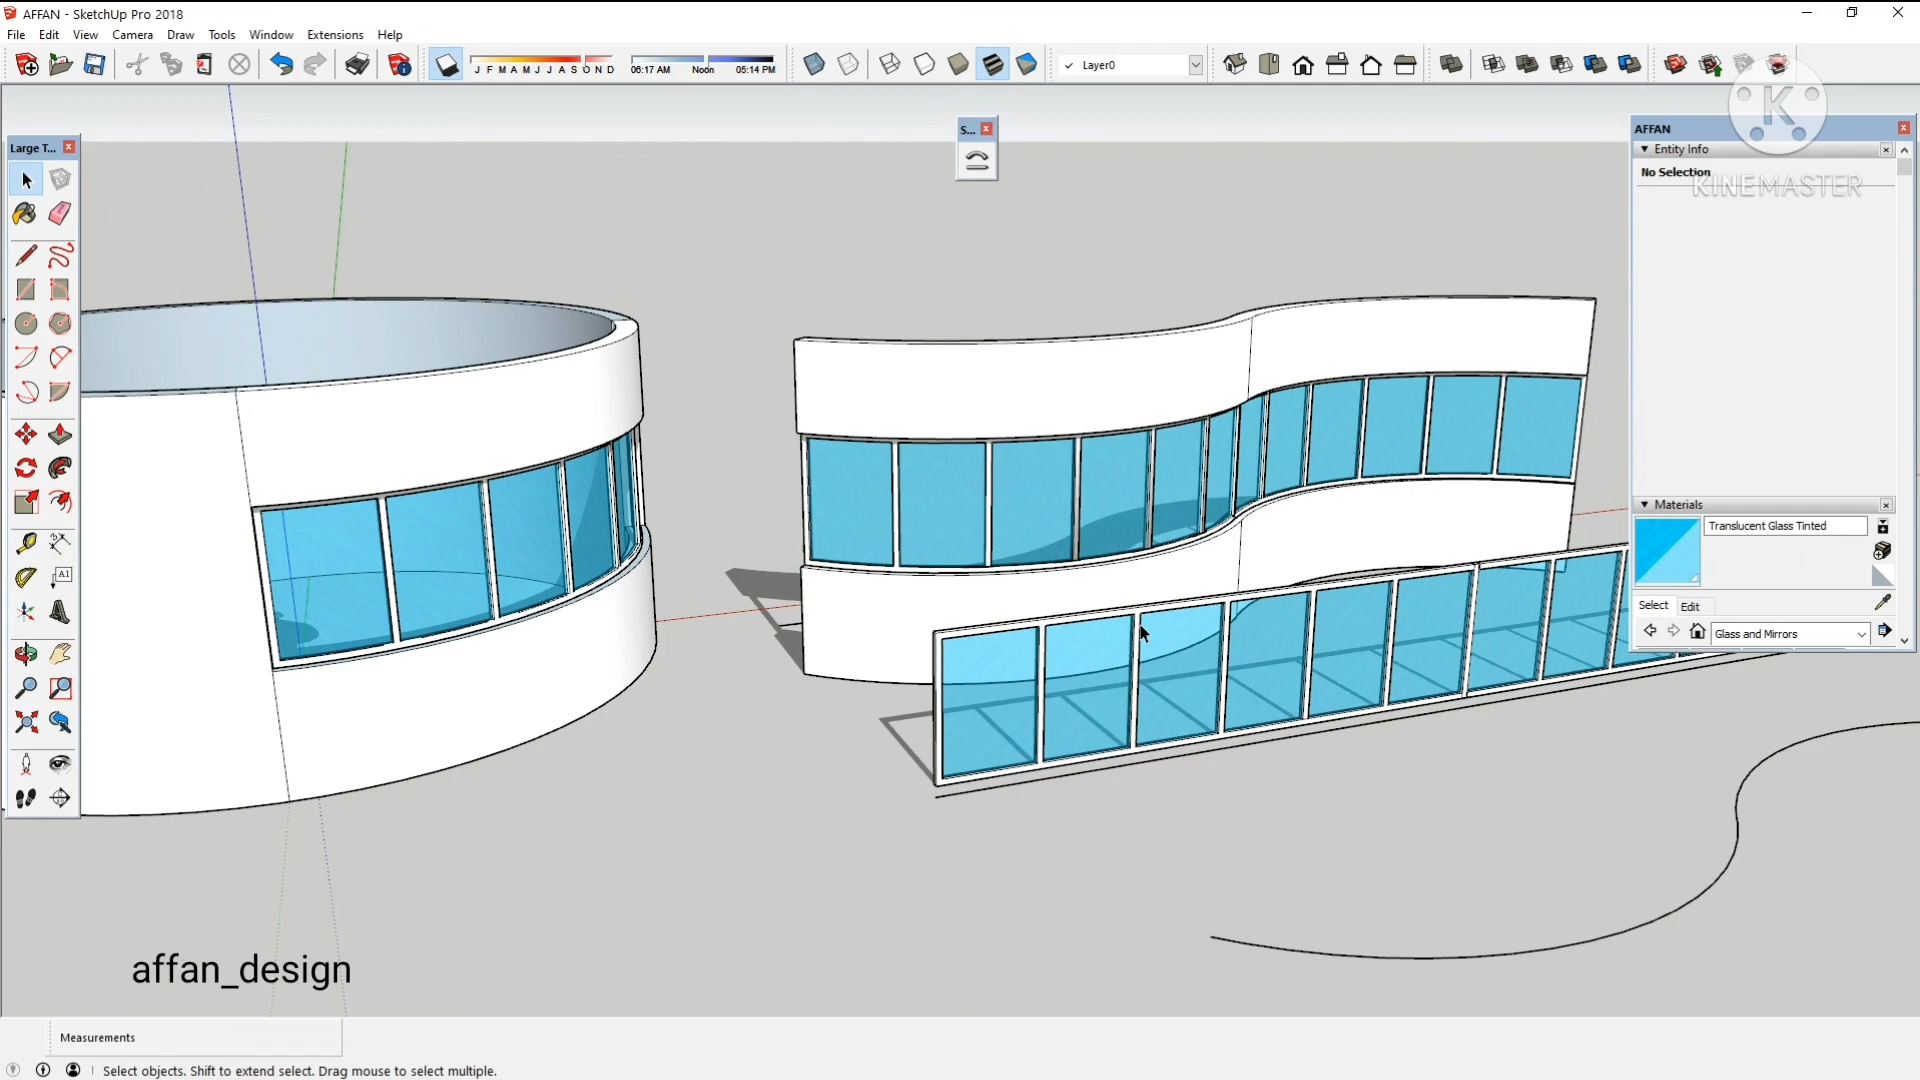 AFFAN - SketchUp Pro 2018
File Edit View Camera Draw Tools Window Extensions Help
J F M A M J J A S O N D 06:17 AM Noon 05:14 PM
✓ Layer0
K
KINEMASTER
Large T...
S...
A1
AFFAN
Entity Info
No Selection
Materials
Translucent Glass Tinted
Select Edit
Glass and Mirrors
affan_design
Measurements
Select objects. Shift to extend select. Drag mouse to select multiple.